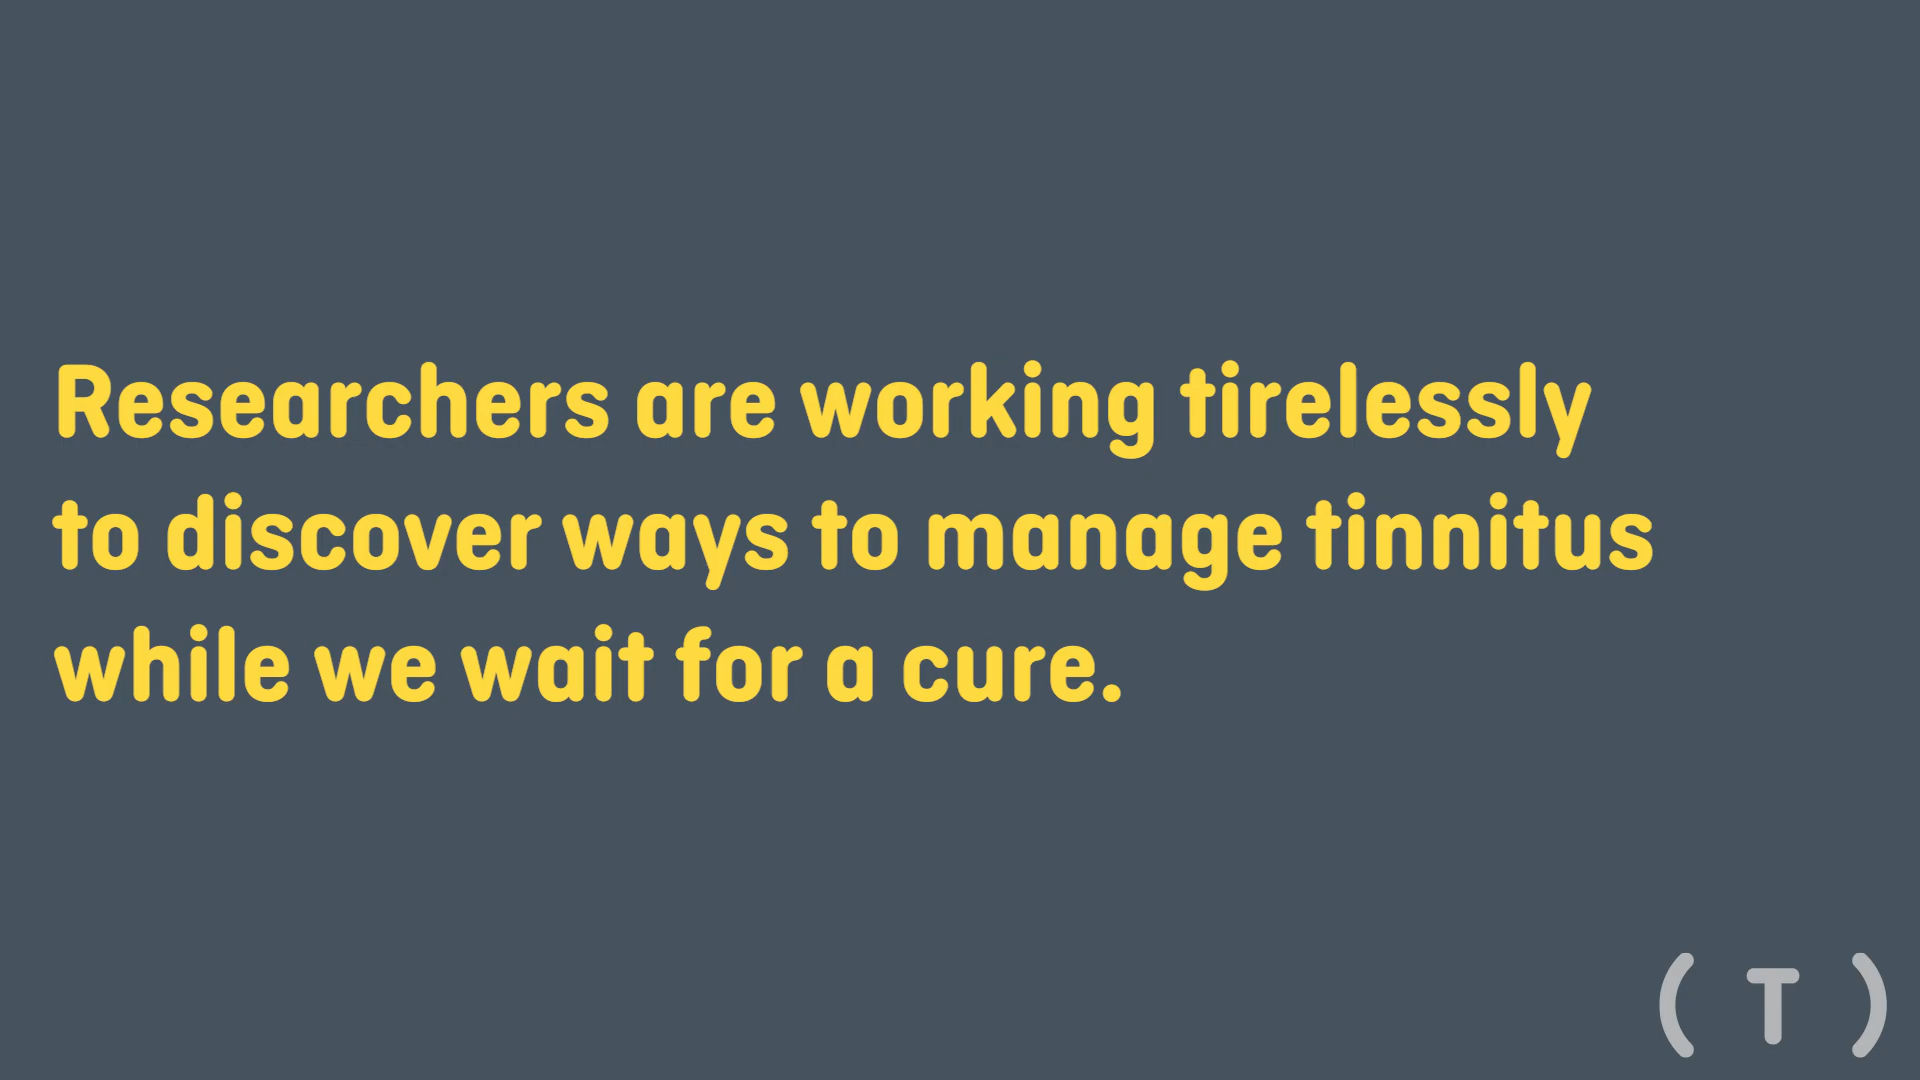 Researchers are working tirelessly
to discover ways to manage tinnitus
while we wait for a cure.
( T )